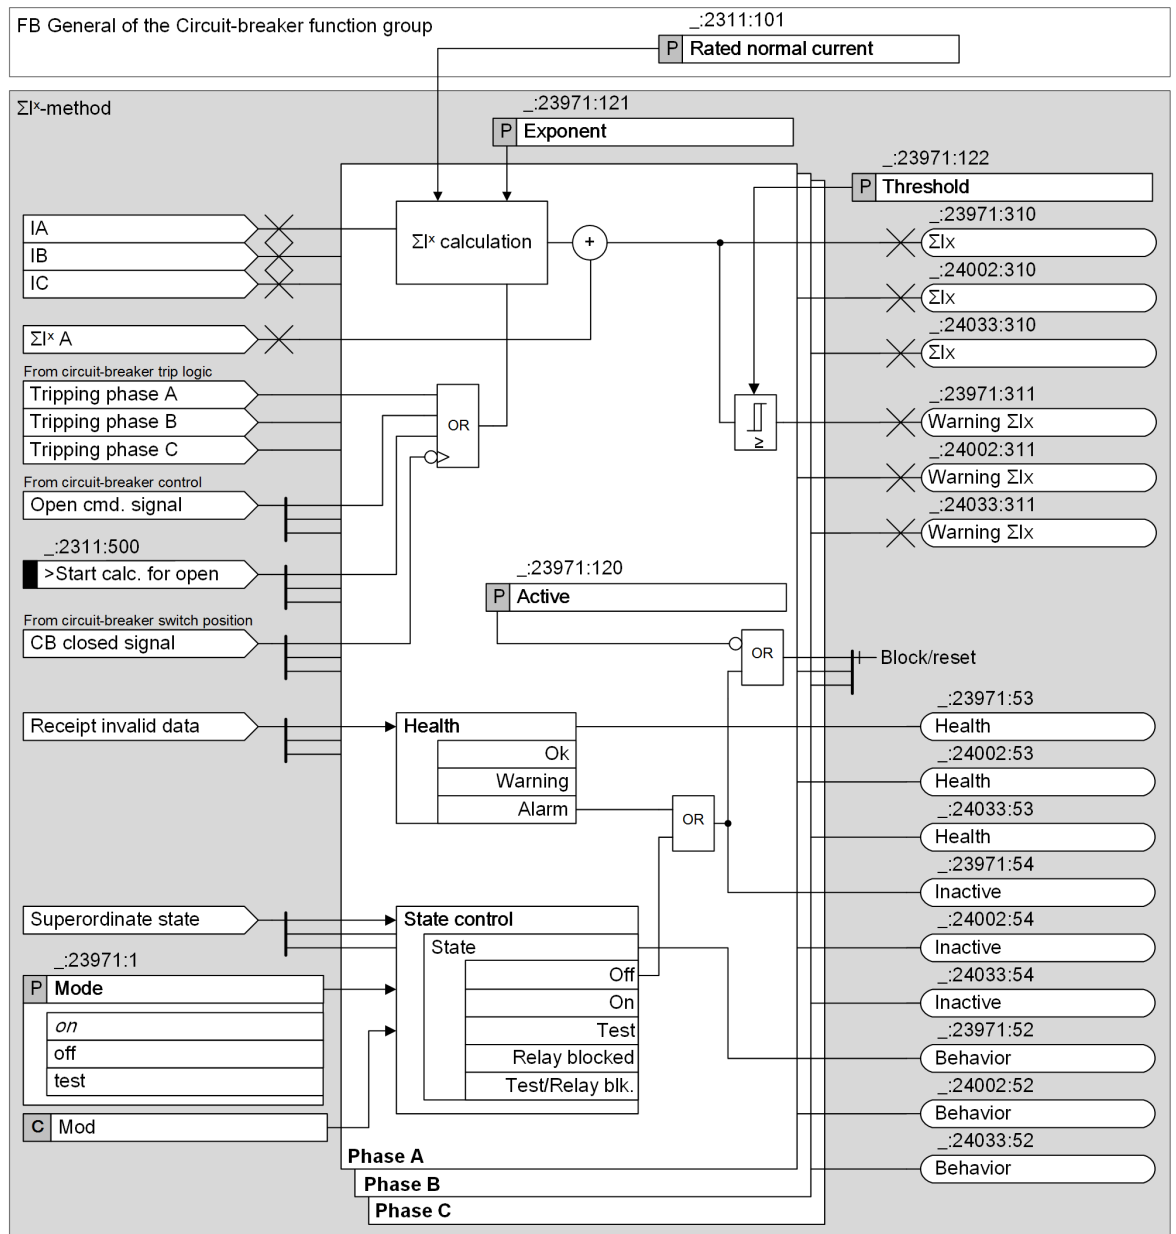 FB General of the Circuit-breaker function group
_:2311:101
P Rated normal current
ΣIˣ-method
_:23971:121
P Exponent
_:23971:122
P Threshold
IA
IB
IC
ΣIˣ calculation
+
_:23971:310
ΣIx
_:24002:310
ΣIx
_:24033:310
ΣIx
ΣIˣ A
From circuit-breaker trip logic
Tripping phase A
Tripping phase B
Tripping phase C
OR
≥
_:23971:311
Warning ΣIx
_:24002:311
Warning ΣIx
_:24033:311
Warning ΣIx
From circuit-breaker control
Open cmd. signal
_:2311:500
>Start calc. for open
_:23971:120
P Active
From circuit-breaker switch position
CB closed signal
OR
Block/reset
Receipt invalid data
Health
Ok
Warning
Alarm
OR
_:23971:53
Health
_:24002:53
Health
_:24033:53
Health
_:23971:54
Inactive
_:24002:54
Inactive
_:24033:54
Inactive
_:23971:52
Behavior
_:24002:52
Behavior
_:24033:52
Behavior
Superordinate state
State control
State
Off
On
Test
Relay blocked
Test/Relay blk.
_:23971:1
P Mode
on
off
test
C Mod
Phase A
Phase B
Phase C